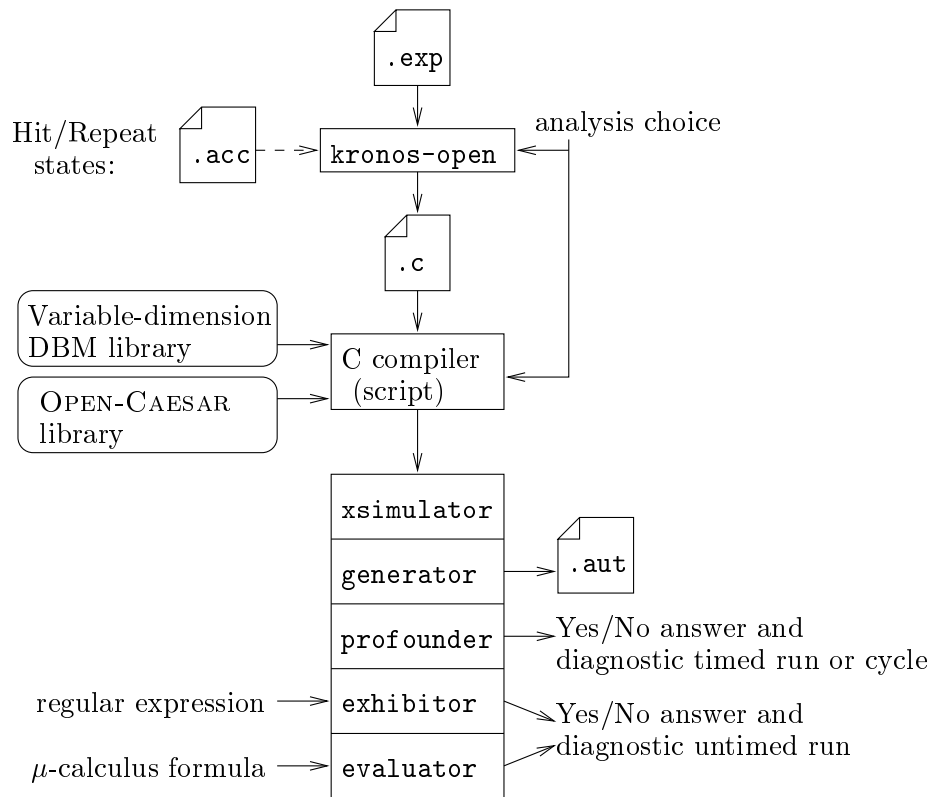 .exp
analysis choice
Hit/Repeat
states:
.acc
kronos-open
.c
Variable-dimension
DBM library
C compiler
(script)
OPEN-CAESAR
library
xsimulator
generator
.aut
profounder
Yes/No answer and
diagnostic timed run or cycle
regular expression
exhibitor
Yes/No answer and
diagnostic untimed run
μ-calculus formula
evaluator